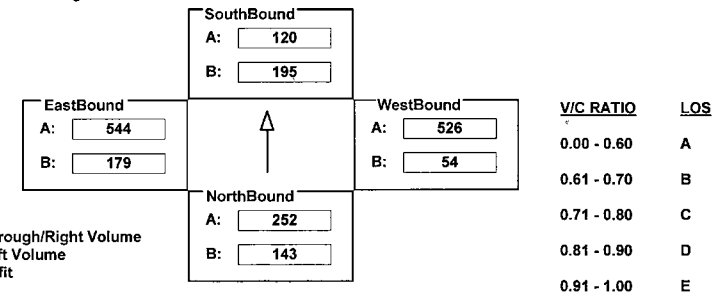 SouthBound
A: 120
B: 195
EastBound
A: 544
B: 179
WestBound
A: 526
B: 54
NorthBound
A: 252
B: 143
rough/Right Volume
ft Volume
fit
V/C RATIO LOS
0.00 - 0.60 A
0.61 - 0.70 B
0.71 - 0.80 C
0.81 - 0.90 D
0.91 - 1.00 E